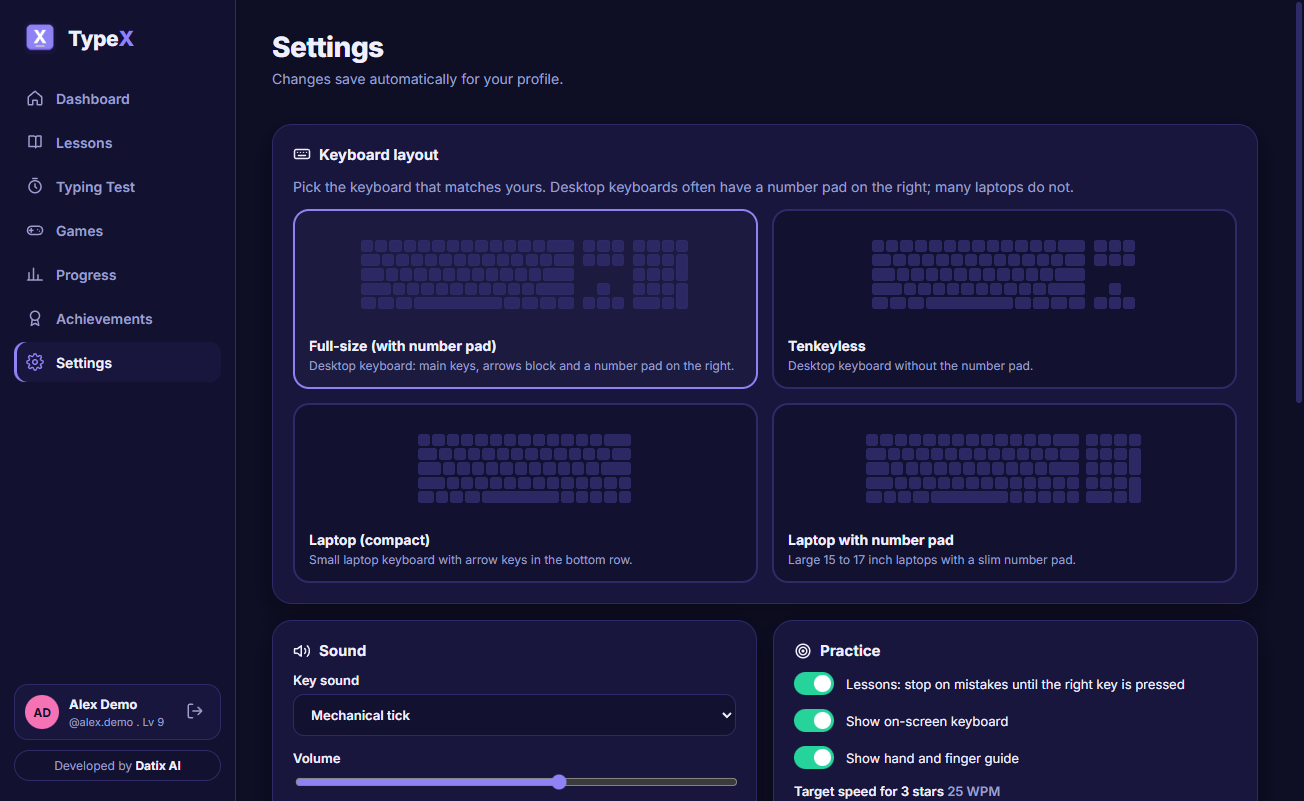 X TypeX
Dashboard
Lessons
Typing Test
Games
Progress
Achievements
Settings
Alex Demo
AD
@alex.demo . Lv 9
Developed by Datix AI
Settings
Changes save automatically for your profile.
Keyboard layout
Pick the keyboard that matches yours. Desktop keyboards often have a number pad on the right; many laptops do not.
Full-size (with number pad)
Desktop keyboard: main keys, arrows block and a number pad on the right.
Tenkeyless
Desktop keyboard without the number pad.
Laptop (compact)
Small laptop keyboard with arrow keys in the bottom row.
Laptop with number pad
Large 15 to 17 inch laptops with a slim number pad.
Sound
Key sound
Mechanical tick
Volume
Practice
Lessons: stop on mistakes until the right key is pressed
Show on-screen keyboard
Show hand and finger guide
Target speed for 3 stars 25 WPM